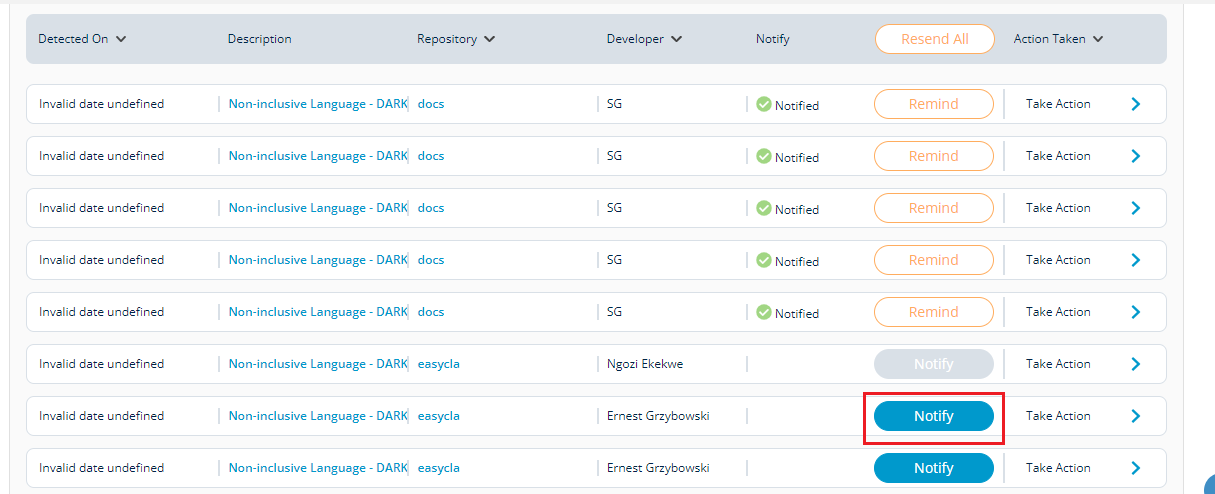 Detected On Description Repository Developer Notify Resend All Action Taken
Invalid date undefined Non-inclusive Language - DARK docs SG Notified Remind Take Action
Invalid date undefined Non-inclusive Language - DARK docs SG Notified Remind Take Action
Invalid date undefined Non-inclusive Language - DARK docs SG Notified Remind Take Action
Invalid date undefined Non-inclusive Language - DARK docs SG Notified Remind Take Action
Invalid date undefined Non-inclusive Language - DARK docs SG Notified Remind Take Action
Invalid date undefined Non-inclusive Language - DARK easycla Ngozi Ekekwe Notify Take Action
Invalid date undefined Non-inclusive Language - DARK easycla Ernest Grzybowski Notify Take Action
Invalid date undefined Non-inclusive Language - DARK easycla Ernest Grzybowski Notify Take Action